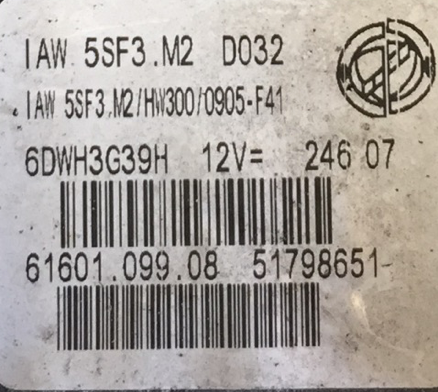 IAW 5SF3.M2 D032
IAW 5SF3.M2/HW300/0905-F41
6DWH3G39H 12V= 246 07
61601.099.08 51798651-